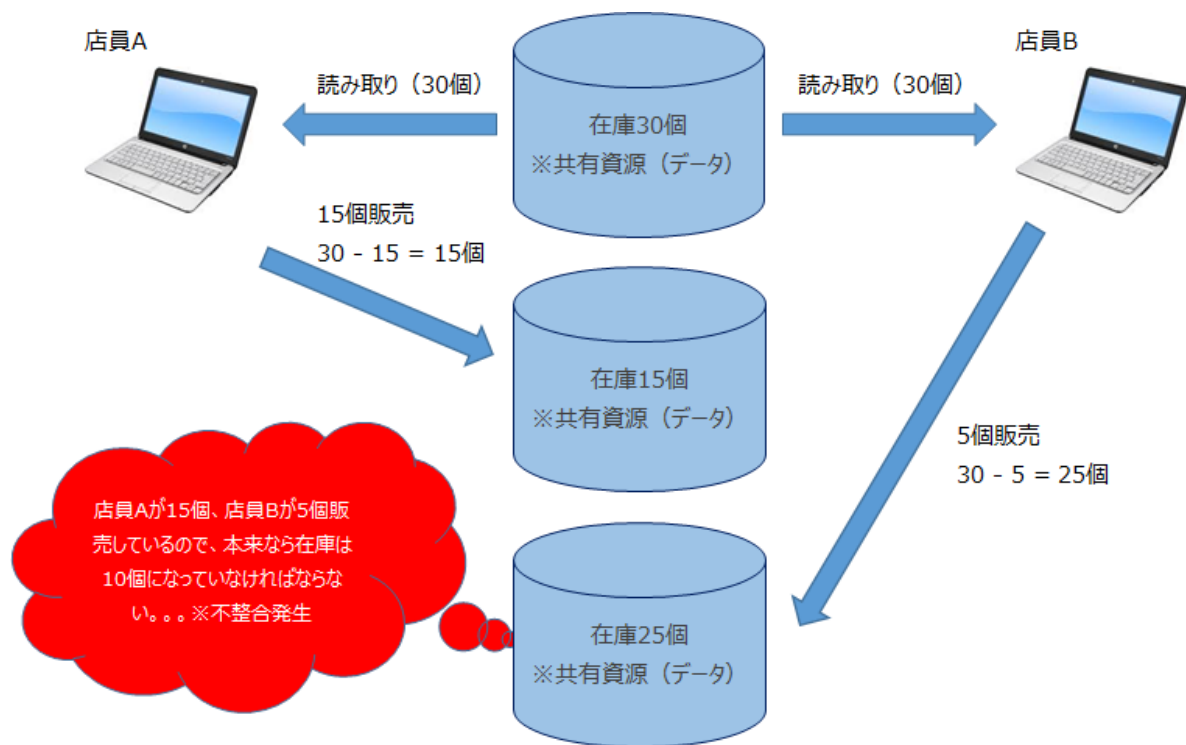 店員A
店員B
読み取り（30個）
読み取り（30個）
在庫30個
※共有資源（データ）
15個販売
30 - 15 = 15個
在庫15個
※共有資源（データ）
5個販売
30 - 5 = 25個
店員Aが15個、店員Bが5個販
売しているので、本来なら在庫は
10個になっていなければならな
い。。。※不整合発生
在庫25個
※共有資源（データ）